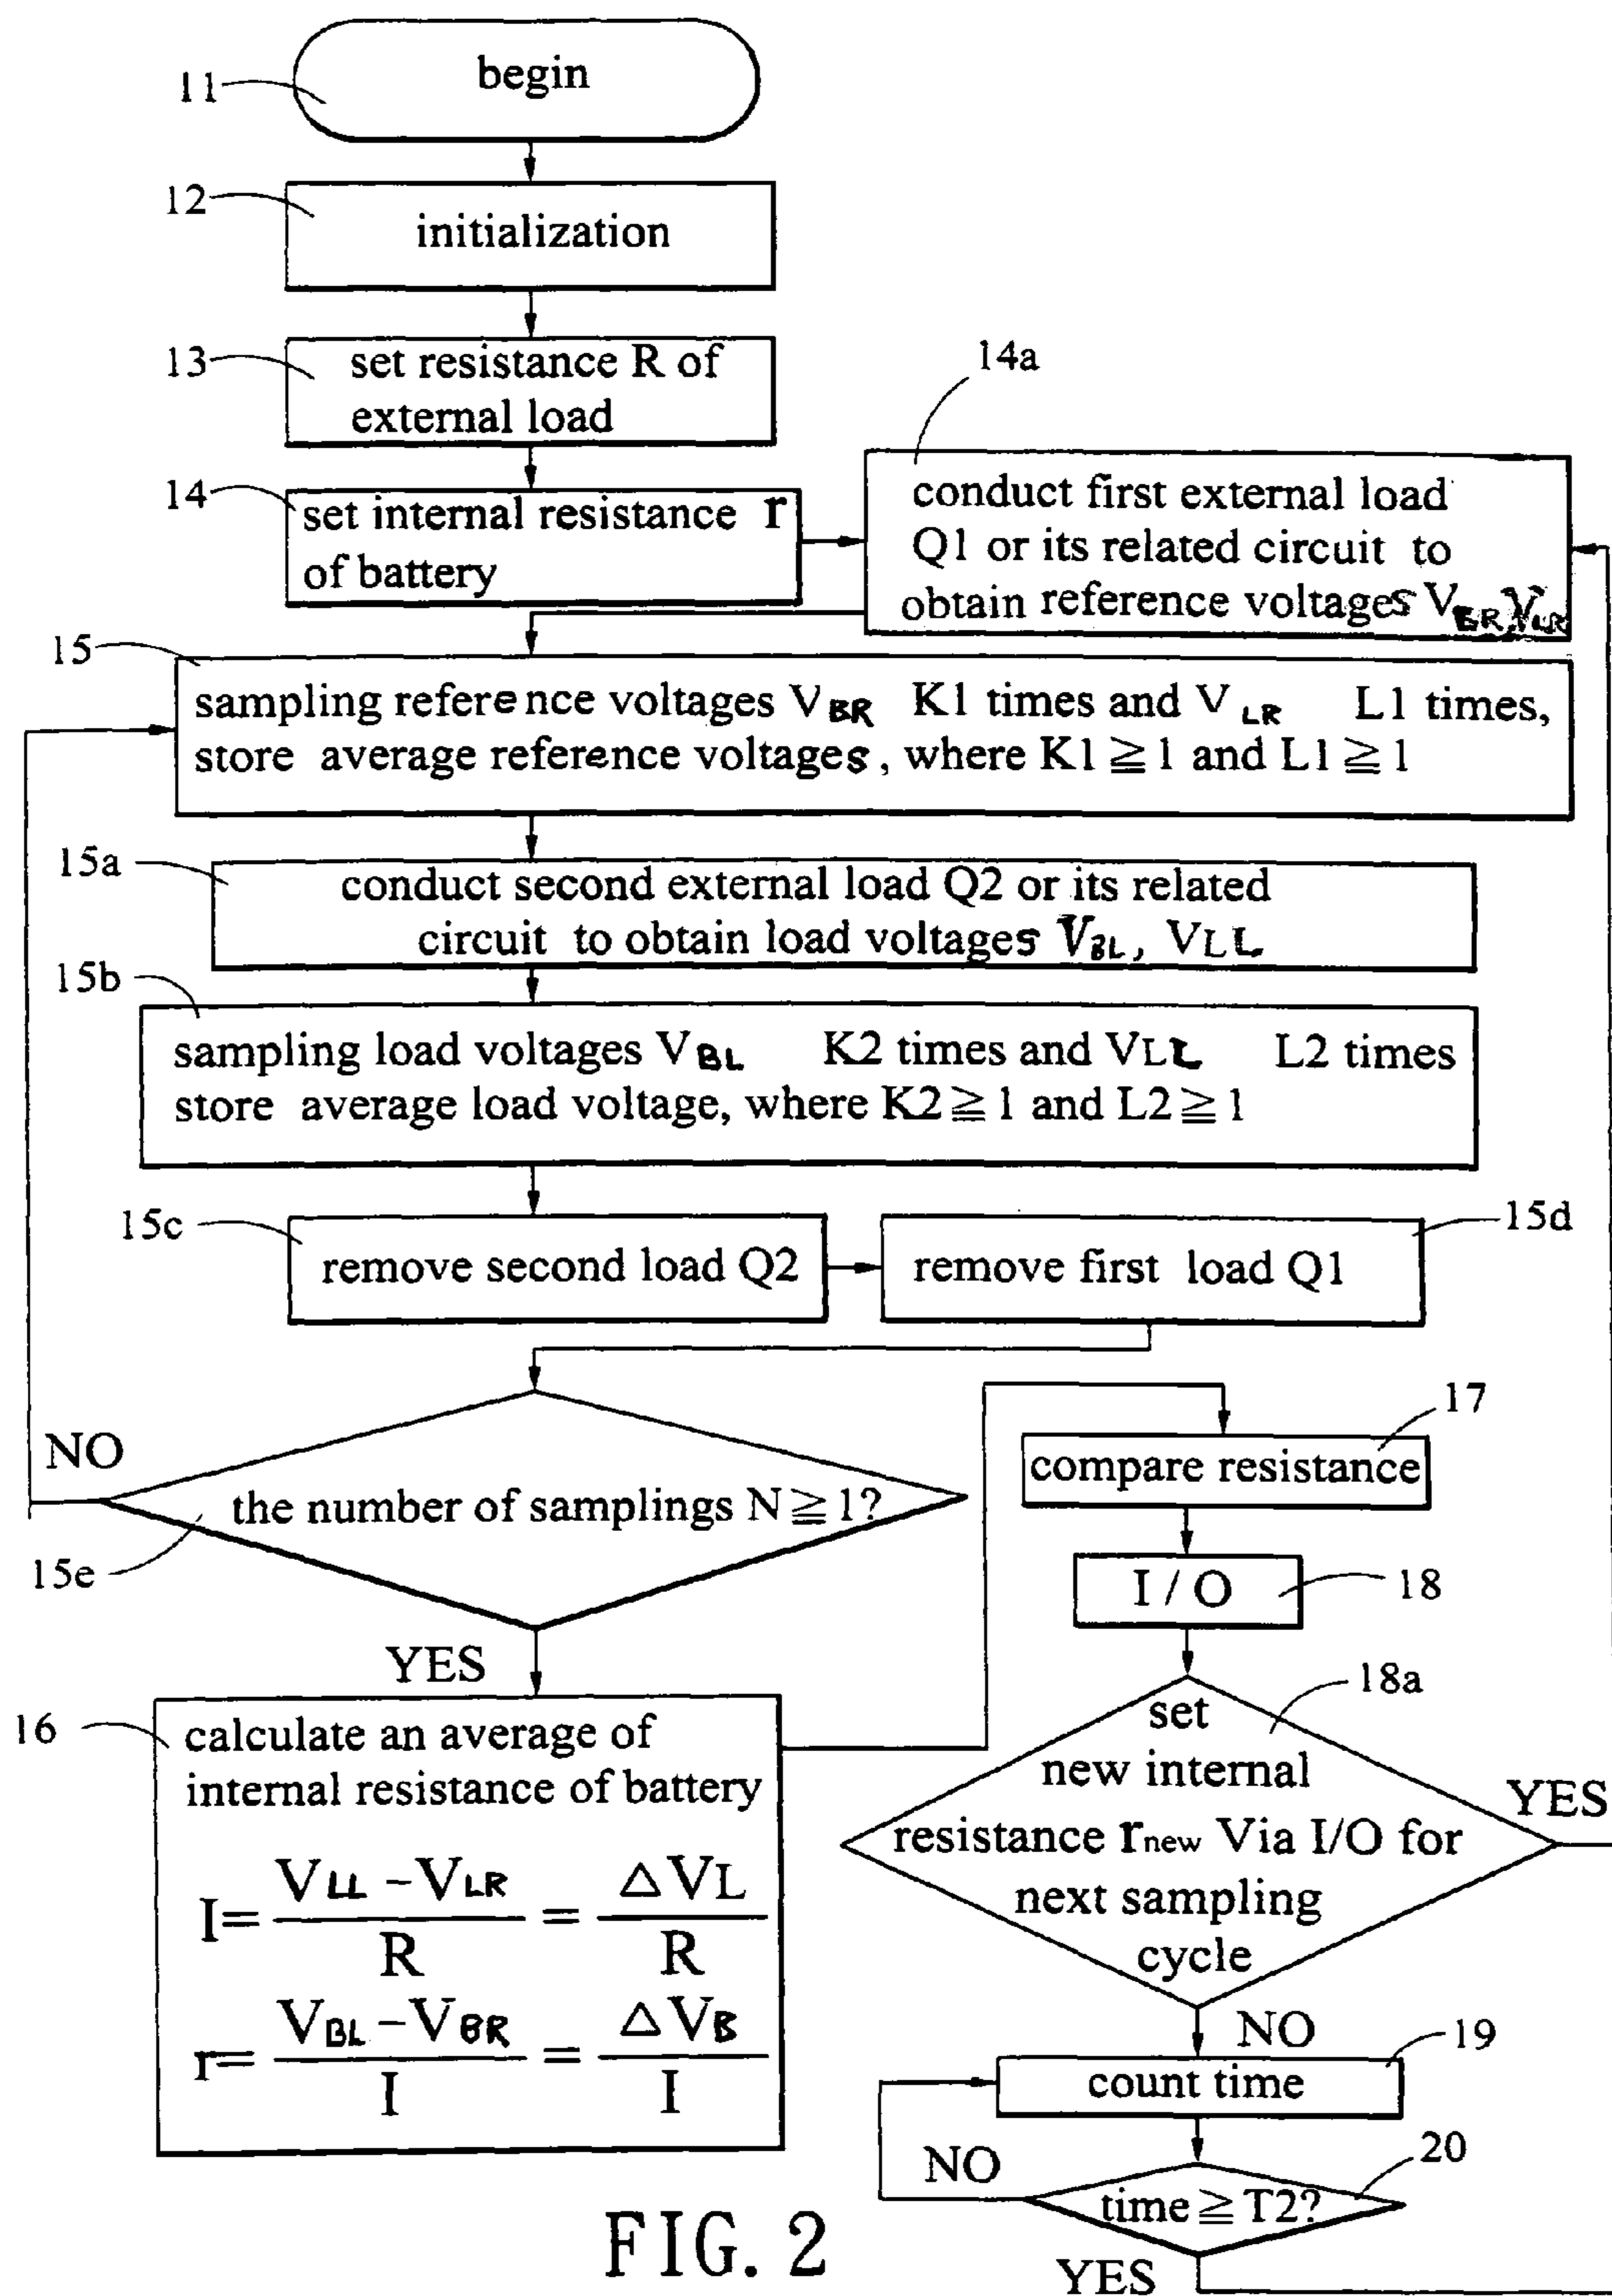 11
begin
12
initialization
13
set resistance R of
external load
14
set internal resistance r
of battery
14a
conduct first external load
Q1 or its related circuit to
obtain reference voltages VBR, VLR
15
sampling reference voltages VBR K1 times and VLR L1 times,
store average reference voltages, where K1 ≧ 1 and L1 ≧ 1
15a
conduct second external load Q2 or its related
circuit to obtain load voltages VBL, VLL
15b
sampling load voltages VBL K2 times and VLL L2 times
store average load voltage, where K2 ≧ 1 and L2 ≧ 1
15c
remove second load Q2
15d
remove first load Q1
NO
the number of samplings N ≧ 1?
15e
YES
16
calculate an average of
internal resistance of battery
I= VLL -VLR / R = △VL / R
r= VBL -VBR / I = △VB / I
17
compare resistance
18
I / O
18a
set
new internal
resistance rnew Via I/O for
next sampling
cycle
YES
NO
19
count time
20
NO
time ≧ T2?
YES
FIG. 2